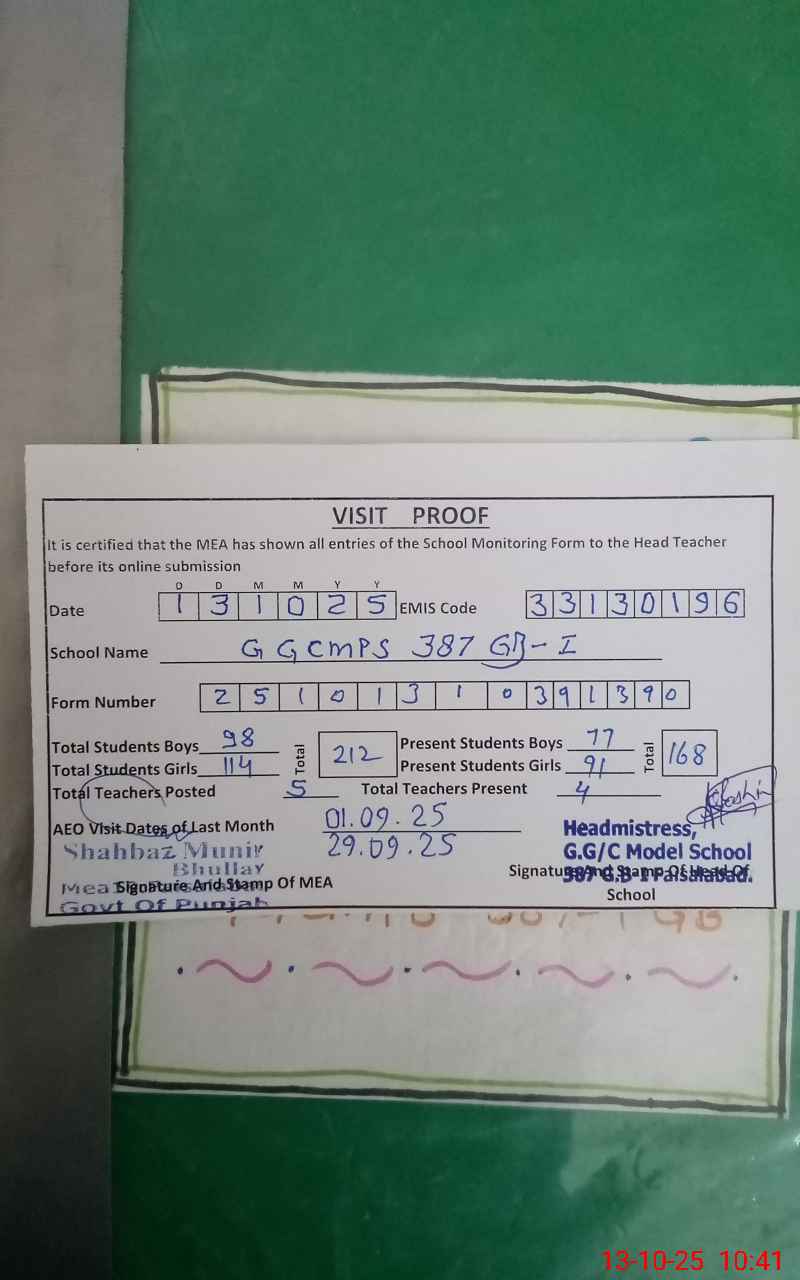 VISIT PROOF
It is certified that the MEA has shown all entries of the School Monitoring Form to the Head Teacher
before its online submission
D D M M Y Y
Date 1 3 1 0 2 5 EMIS Code 3 3 1 3 0 1 9 6
School Name G GCMPS 387 GB-I
Form Number 2 5 1 0 1 3 1 0 3 9 1 3 9 0
Total Students Boys 98 Total 212 Present Students Boys 77 Total 168
Total Students Girls 114 Present Students Girls 91
Total Teachers Posted 5 Total Teachers Present 4
AEO Visit Dates of Last Month 01.09.25
29.09.25
Shahbaz Munir
Bhullay
Mea
Govt Of Punjab
Signature And Stamp Of MEA
Headmistress,
G.G/C Model School
387 G.B-I Faisalabad.
Signature And Stamp Of Head Of
School
13-10-25 10:41